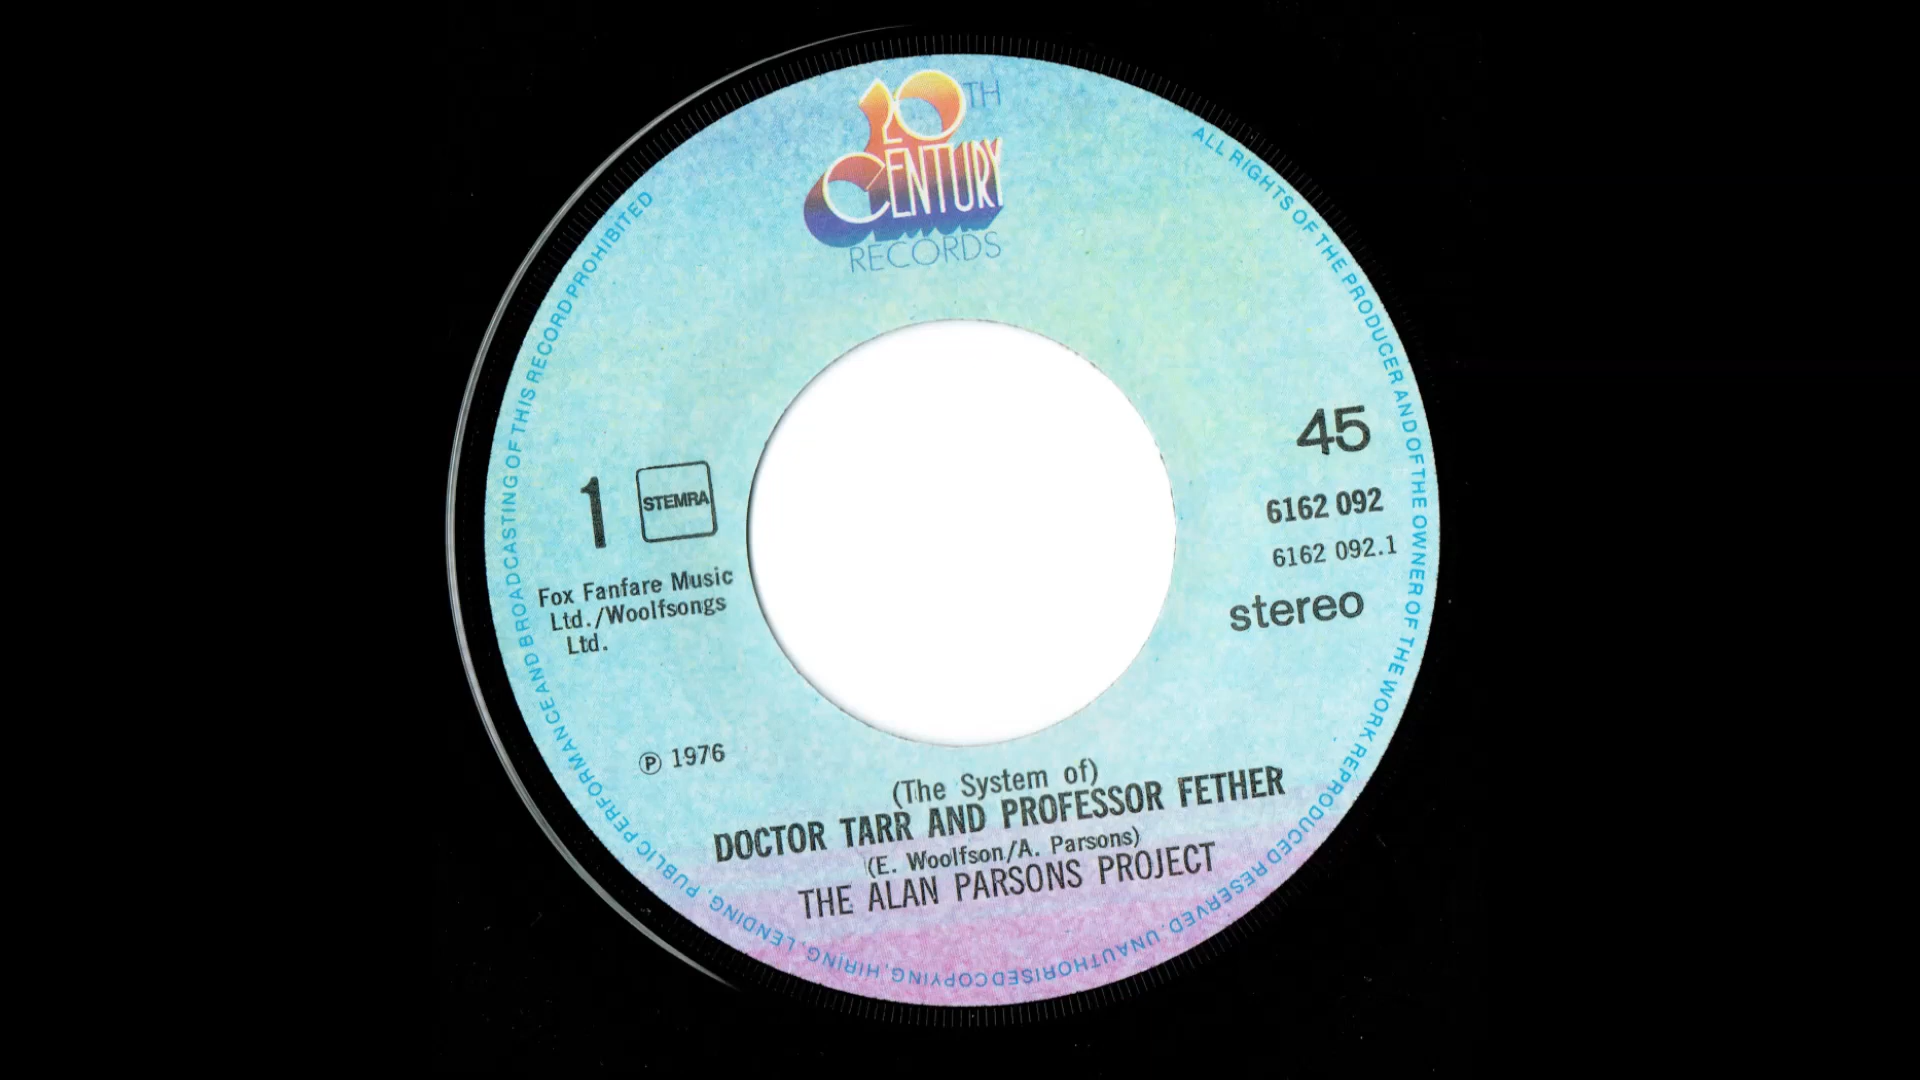 20TH
CENTURY
RECORDS
ALL RIGHTS OF THE PRODUCER AND OF THE OWNER OF THE WORK REPRODUCED RESERVED. UNAUTHORISED COPYING, HIRING, LENDING, PUBLIC PERFORMANCE AND BROADCASTING OF THIS RECORD PROHIBITED
45
1 STEMRA
6162 092
6162 092.1
stereo
Fox Fanfare Music
Ltd./Woolfsongs
Ltd.
℗ 1976
(The System of)
DOCTOR TARR AND PROFESSOR FETHER
(E. Woolfson/A. Parsons)
THE ALAN PARSONS PROJECT